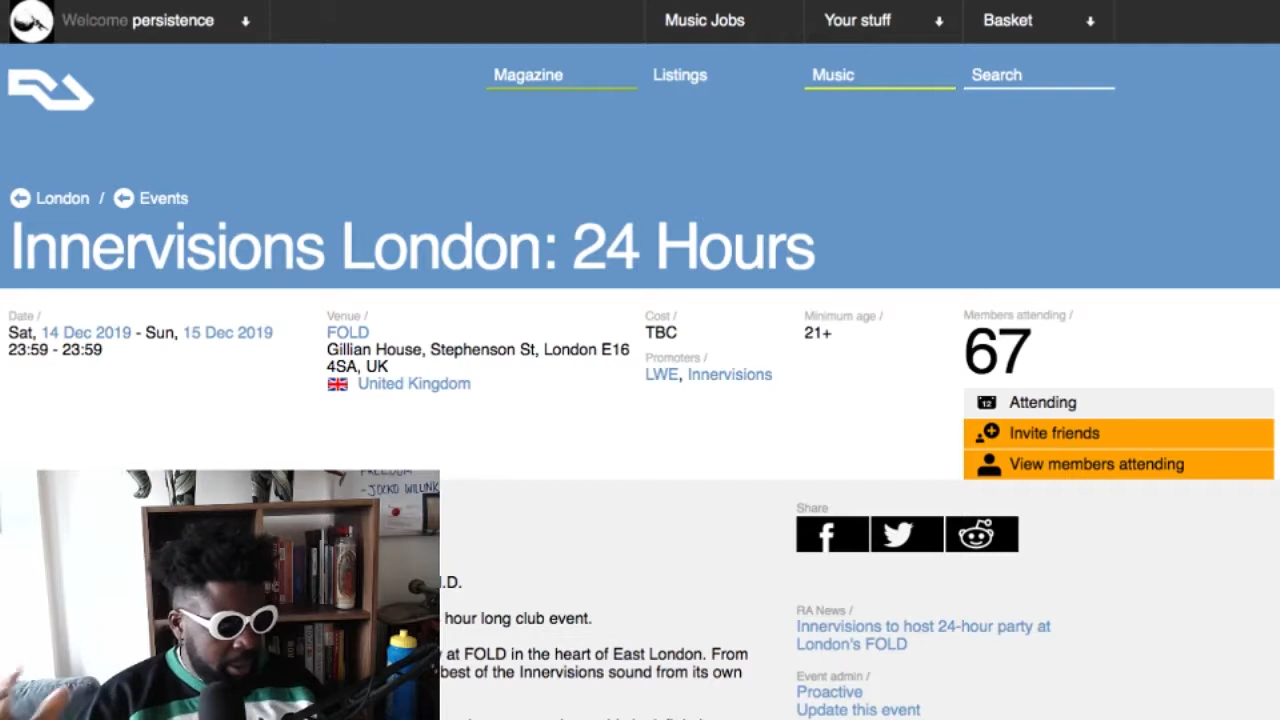 Welcome persistence
Music Jobs
Your stuff
Basket
Magazine
Listings
Music
Search
London / Events
Innervisions London: 24 Hours
Date /
Sat, 14 Dec 2019 - Sun, 15 Dec 2019
23:59 - 23:59
Venue /
FOLD
Gillian House, Stephenson St, London E16
4SA, UK
United Kingdom
Cost /
TBC
Promoters /
LWE, Innervisions
Minimum age /
21+
Members attending /
67
12
Attending
Invite friends
View members attending
FREEDOM
- JOCKO WILLINK
.D.
hour long club event.
at FOLD in the heart of East London. From
best of the Innervisions sound from its own
Share
RA News /
Innervisions to host 24-hour party at
London's FOLD
Event admin /
Proactive
Update this event